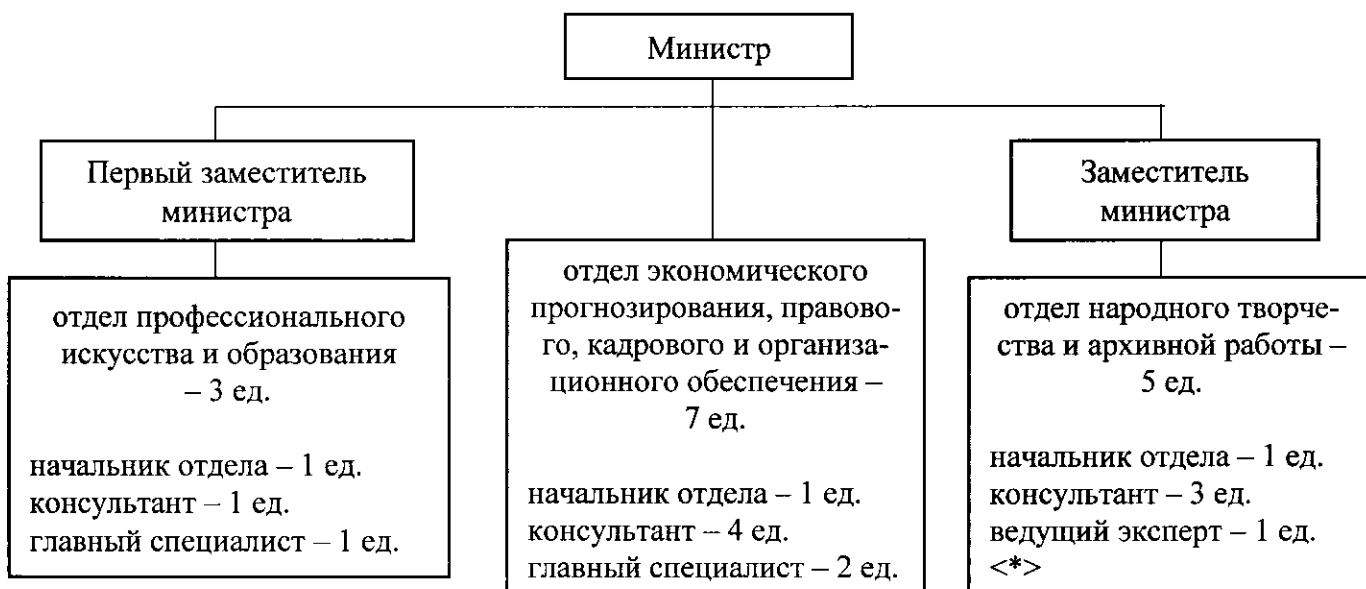 Министр
Первый заместитель
министра
Заместитель
министра
отдел профессионального
искусства и образования
– 3 ед.
начальник отдела – 1 ед.
консультант – 1 ед.
главный специалист – 1 ед.
отдел экономического
прогнозирования, правово-
го, кадрового и организа-
ционного обеспечения –
7 ед.
начальник отдела – 1 ед.
консультант – 4 ед.
главный специалист – 2 ед.
отдел народного творче-
ства и архивной работы –
5 ед.
начальник отдела – 1 ед.
консультант – 3 ед.
ведущий эксперт – 1 ед.
<*>